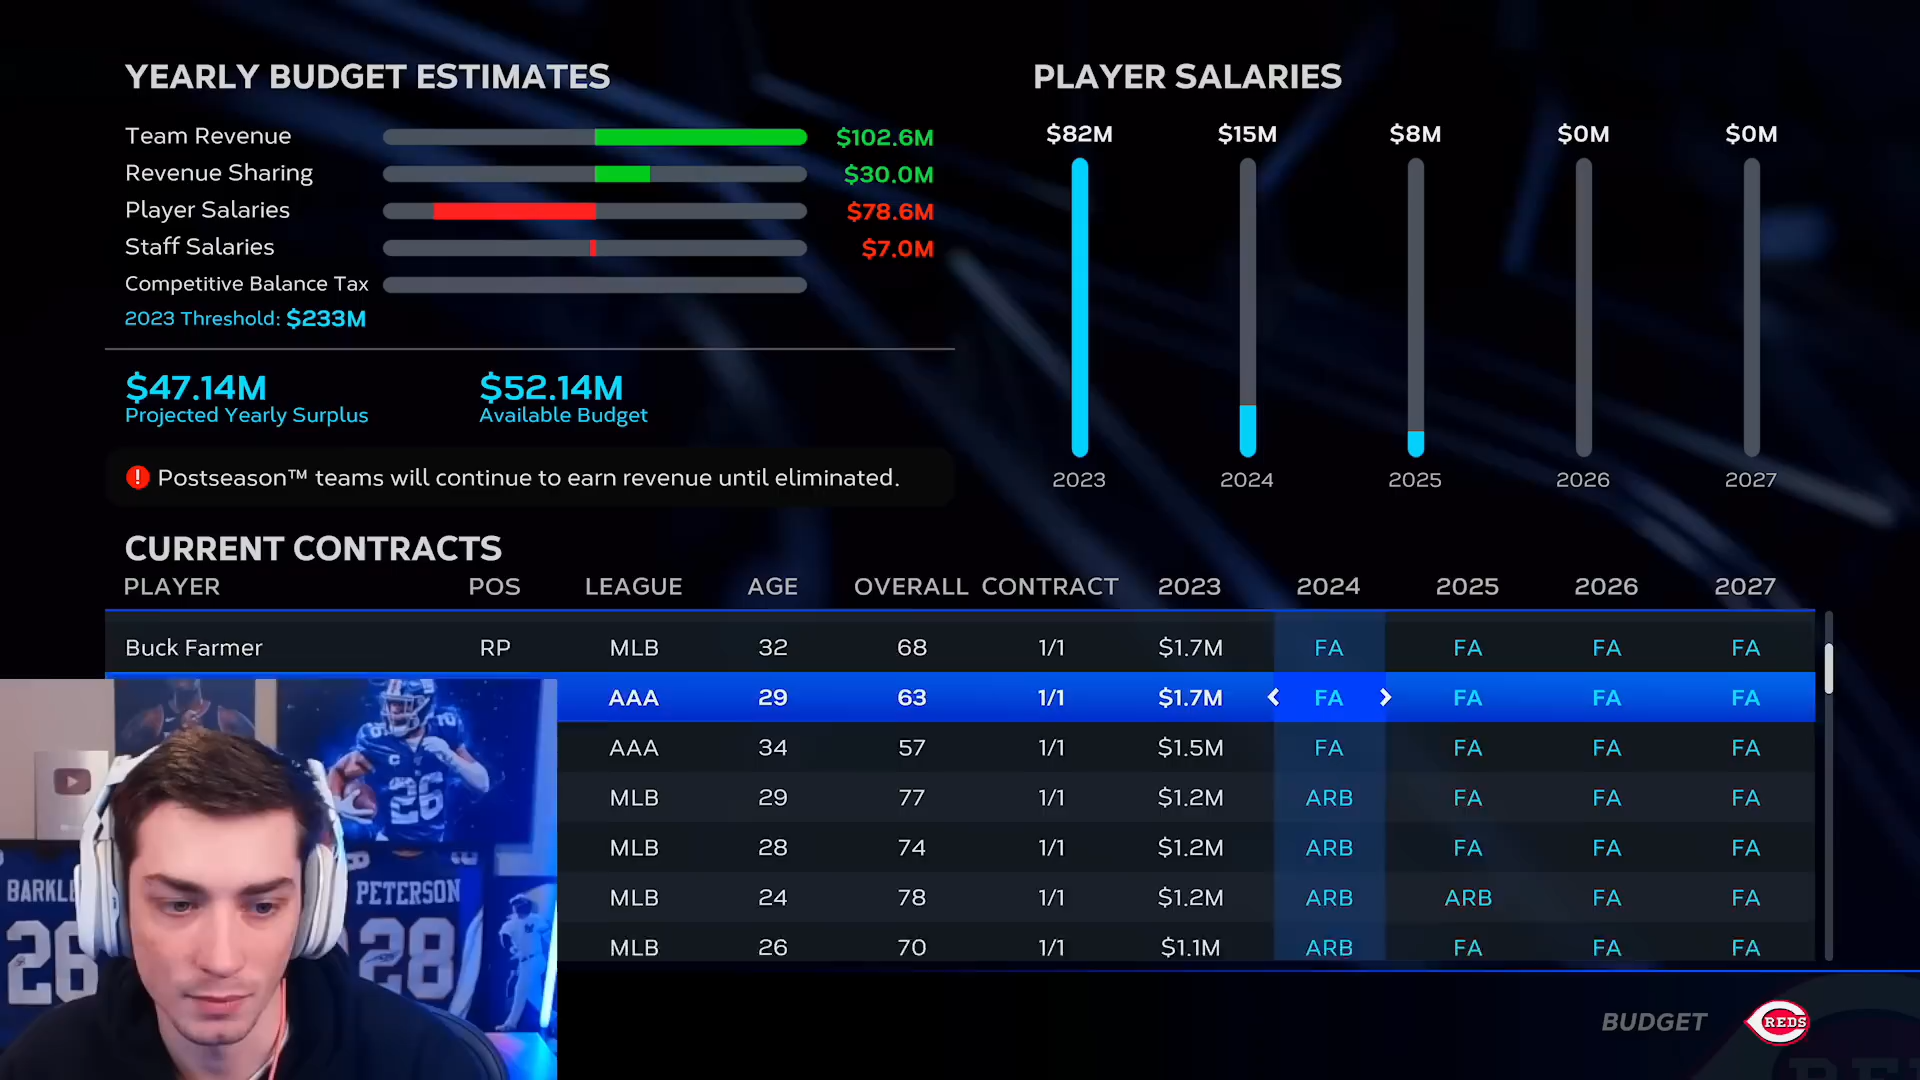 YEARLY BUDGET ESTIMATES
Team Revenue $102.6M
Revenue Sharing $30.0M
Player Salaries $78.6M
Staff Salaries $7.0M
Competitive Balance Tax
2023 Threshold: $233M
$47.14M $52.14M
Projected Yearly Surplus Available Budget
! Postseason™ teams will continue to earn revenue until eliminated.
PLAYER SALARIES
$82M $15M $8M $0M $0M
2023 2024 2025 2026 2027
CURRENT CONTRACTS
PLAYER POS LEAGUE AGE OVERALL CONTRACT 2023 2024 2025 2026 2027
Buck Farmer RP MLB 32 68 1/1 $1.7M FA FA FA FA
AAA 29 63 1/1 $1.7M FA FA FA FA
AAA 34 57 1/1 $1.5M FA FA FA FA
MLB 29 77 1/1 $1.2M ARB FA FA FA
MLB 28 74 1/1 $1.2M ARB FA FA FA
MLB 24 78 1/1 $1.2M ARB ARB FA FA
MLB 26 70 1/1 $1.1M ARB FA FA FA
26
BARKL
26
PETERSON
28
BUDGET REDS